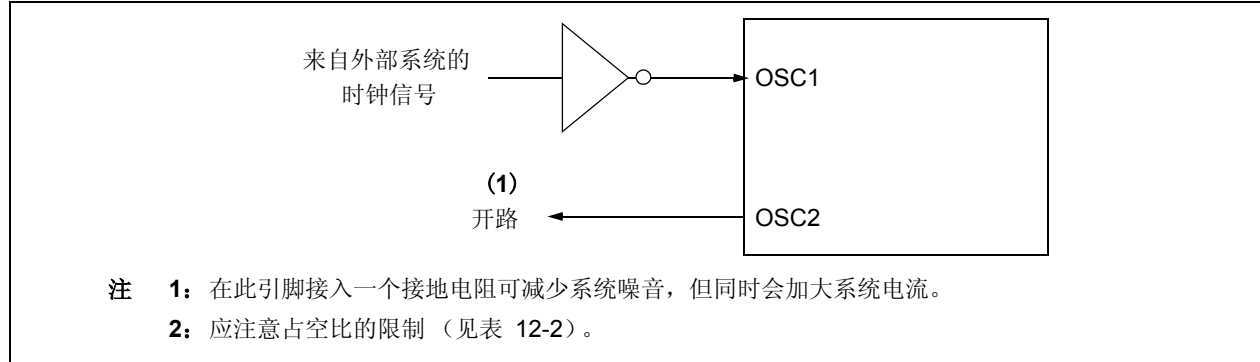 来自外部系统的
时钟信号
OSC1
(1)
开路
OSC2
注 1：在此引脚接入一个接地电阻可减少系统噪音，但同时会加大系统电流。
2：应注意占空比的限制 （见表 12-2）。